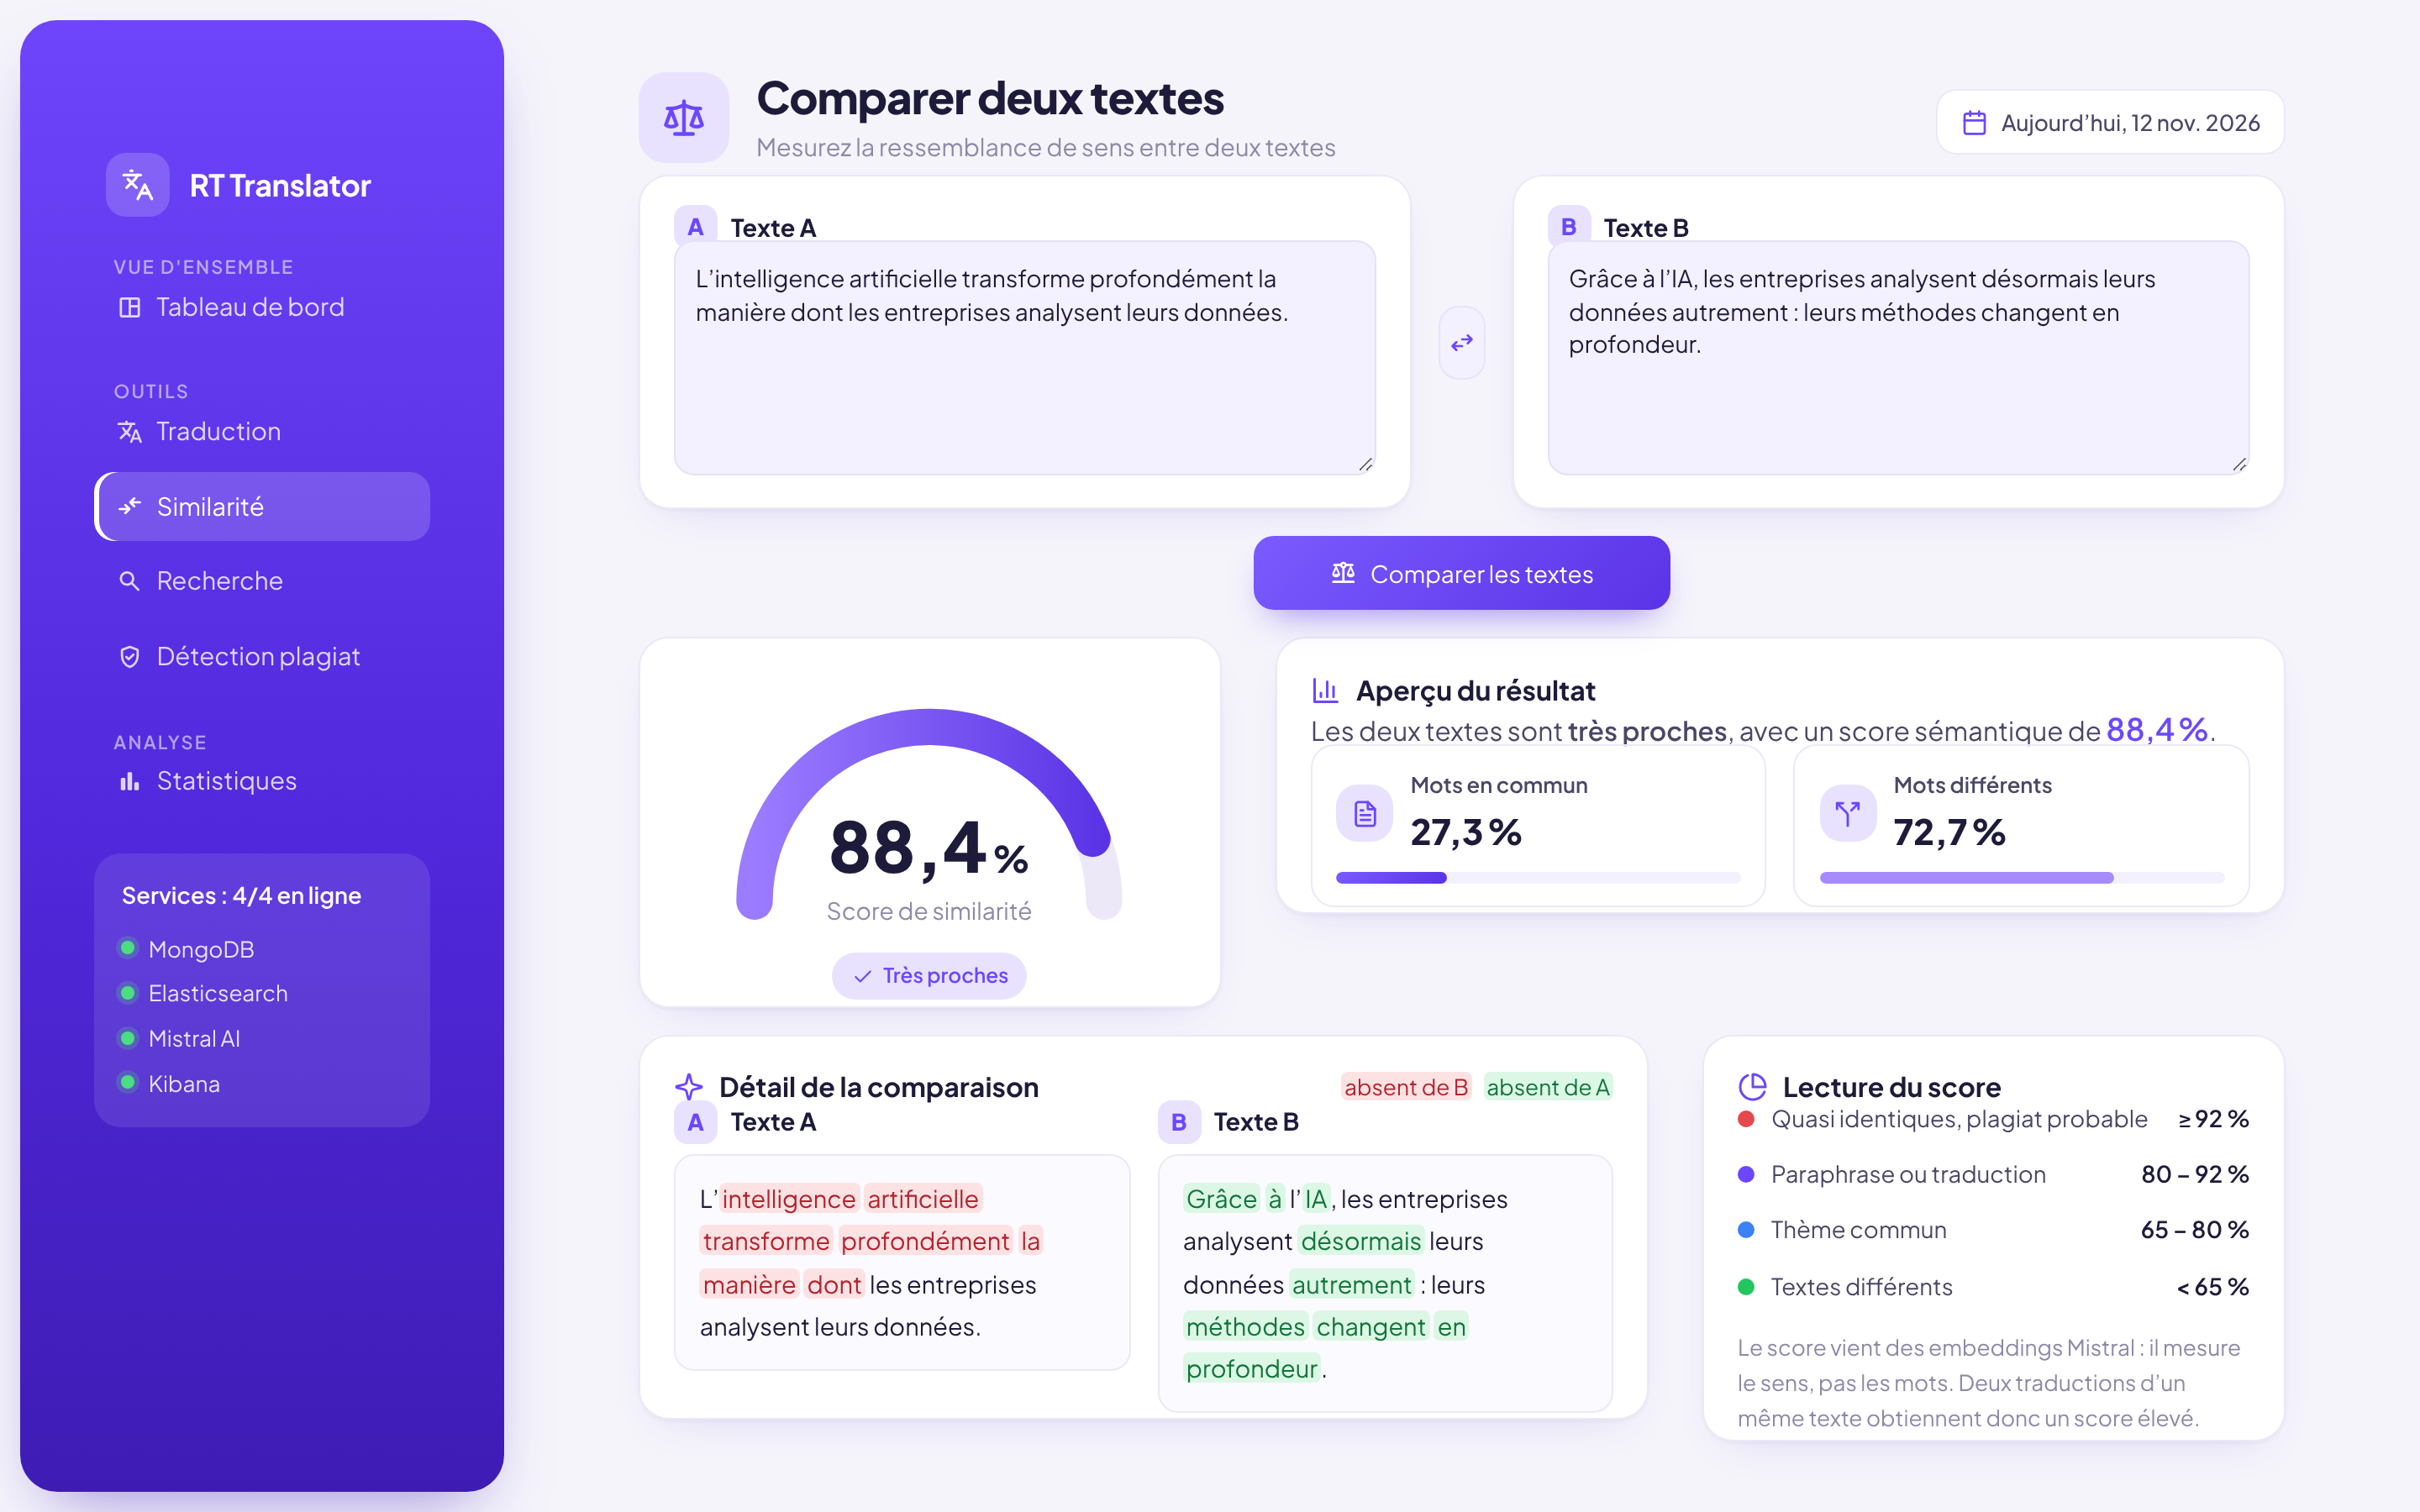 RT Translator
VUE D'ENSEMBLE
Tableau de bord
OUTILS
Traduction
Similarité
Recherche
Détection plagiat
ANALYSE
Statistiques
Services : 4/4 en ligne
MongoDB
Elasticsearch
Mistral AI
Kibana
Comparer deux textes
Mesurez la ressemblance de sens entre deux textes
Aujourd’hui, 12 nov. 2026
A Texte A
L’intelligence artificielle transforme profondément la
manière dont les entreprises analysent leurs données.
B Texte B
Grâce à l’IA, les entreprises analysent désormais leurs
données autrement : leurs méthodes changent en
profondeur.
Comparer les textes
88,4 %
Score de similarité
Très proches
Aperçu du résultat
Les deux textes sont très proches, avec un score sémantique de 88,4 %.
Mots en commun
27,3 %
Mots différents
72,7 %
Détail de la comparaison
absent de B absent de A
A Texte A
L’intelligence artificielle
transforme profondément la
manière dont les entreprises
analysent leurs données.
B Texte B
Grâce à l’IA, les entreprises
analysent désormais leurs
données autrement : leurs
méthodes changent en
profondeur.
Lecture du score
Quasi identiques, plagiat probable ≥ 92 %
Paraphrase ou traduction 80 – 92 %
Thème commun 65 – 80 %
Textes différents < 65 %
Le score vient des embeddings Mistral : il mesure
le sens, pas les mots. Deux traductions d’un
même texte obtiennent donc un score élevé.